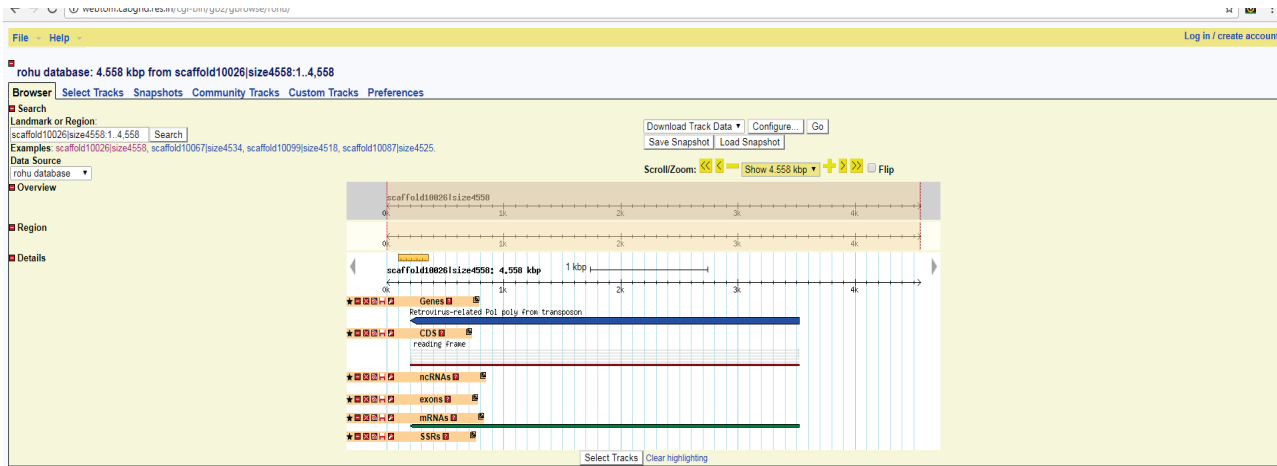 webtom.cabgrid.res.in/cgi-bin/gb2/gbrowse/rohu/
File Help
Log in / create account
rohu database: 4.558 kbp from scaffold10026|size4558:1..4,558
Browser Select Tracks Snapshots Community Tracks Custom Tracks Preferences
Search
Landmark or Region:
scaffold10026|size4558:1..4,558 Search
Examples: scaffold10026|size4558, scaffold10067|size4534, scaffold10099|size4518, scaffold10087|size4525.
Data Source
rohu database
Download Track Data Configure... Go
Save Snapshot Load Snapshot
Scroll/Zoom: Show 4.558 kbp Flip
Overview
scaffold10026|size4558
0k 1k 2k 3k 4k
Region
0k 1k 2k 3k 4k
Details
scaffold10026|size4558: 4.558 kbp 1 kbp
0k 1k 2k 3k 4k
Genes
Retrovirus-related Pol poly from transposon
CDS
reading frame
ncRNAs
exons
mRNAs
SSRs
Select Tracks Clear highlighting